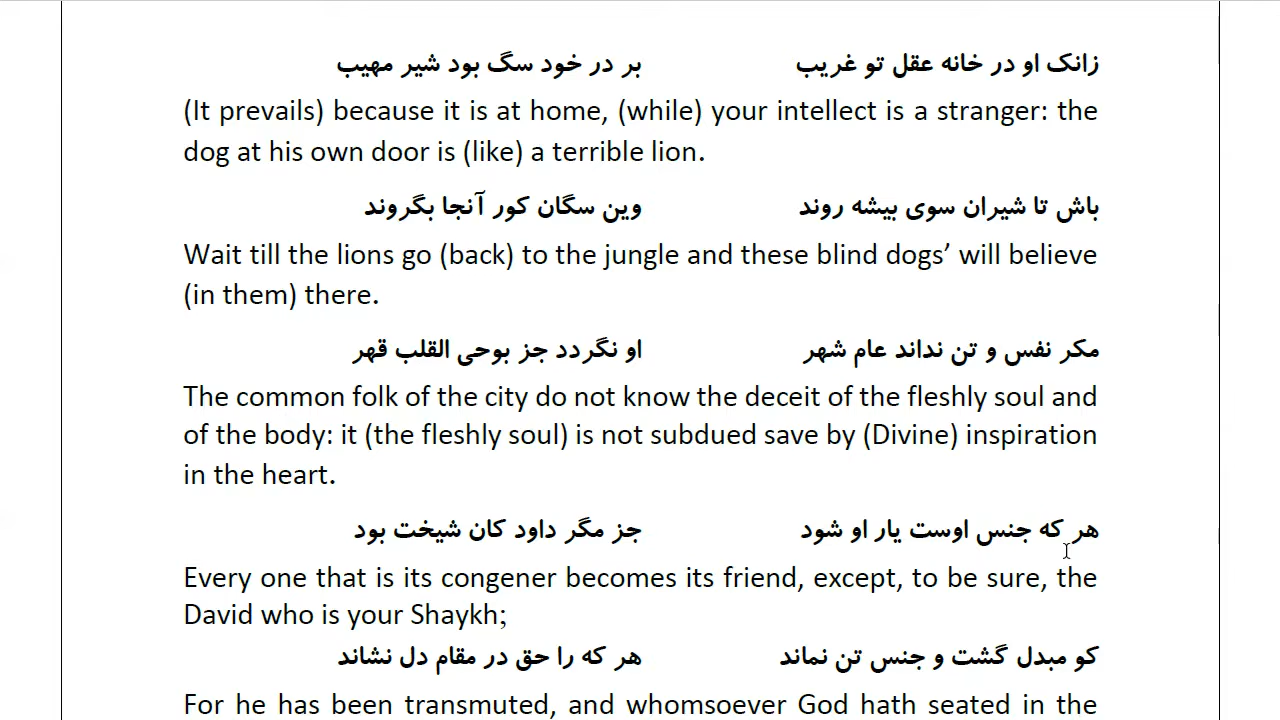 زانک او در خانه عقل تو غریب بر در خود سگ بود شیر مهیب
(It prevails) because it is at home, (while) your intellect is a stranger: the
dog at his own door is (like) a terrible lion.
باش تا شیران سوی بیشه روند وین سگان کور آنجا بگروند
Wait till the lions go (back) to the jungle and these blind dogs’ will believe
(in them) there.
مکر نفس و تن نداند عام شهر او نگردد جز بوحی القلب قهر
The common folk of the city do not know the deceit of the fleshly soul and
of the body: it (the fleshly soul) is not subdued save by (Divine) inspiration
in the heart.
هر که جنس اوست یار او شود جز مگر داود کان شیخت بود
Every one that is its congener becomes its friend, except, to be sure, the
David who is your Shaykh;
کو مبدل گشت و جنس تن نماند هر که را حق در مقام دل نشاند
For he has been transmuted, and whomsoever God hath seated in the